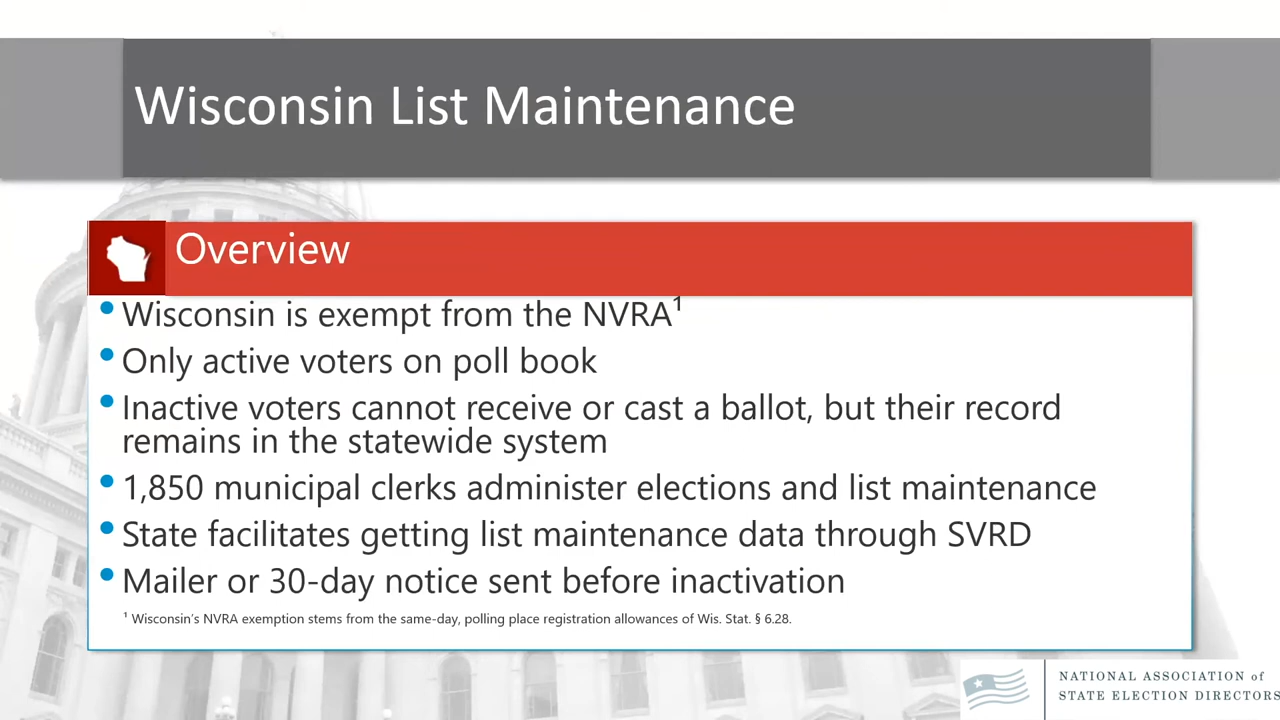 Wisconsin List Maintenance
Overview
• Wisconsin is exempt from the NVRA¹
• Only active voters on poll book
• Inactive voters cannot receive or cast a ballot, but their record
remains in the statewide system
• 1,850 municipal clerks administer elections and list maintenance
• State facilitates getting list maintenance data through SVRD
• Mailer or 30-day notice sent before inactivation
¹ Wisconsin's NVRA exemption stems from the same-day, polling place registration allowances of Wis. Stat. § 6.28.
NATIONAL ASSOCIATION of
STATE ELECTION DIRECTORS